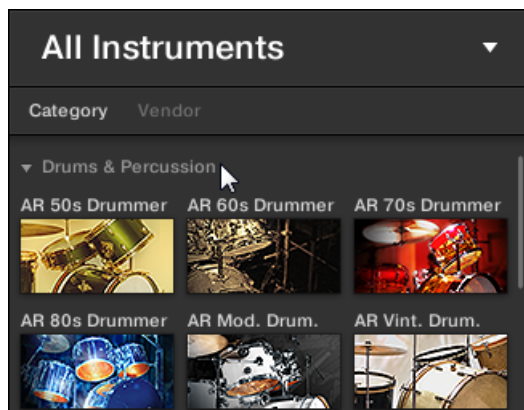 All Instruments
Category Vendor
Drums & Percussion
AR 50s Drummer AR 60s Drummer AR 70s Drummer
AR 80s Drummer AR Mod. Drum. AR Vint. Drum.